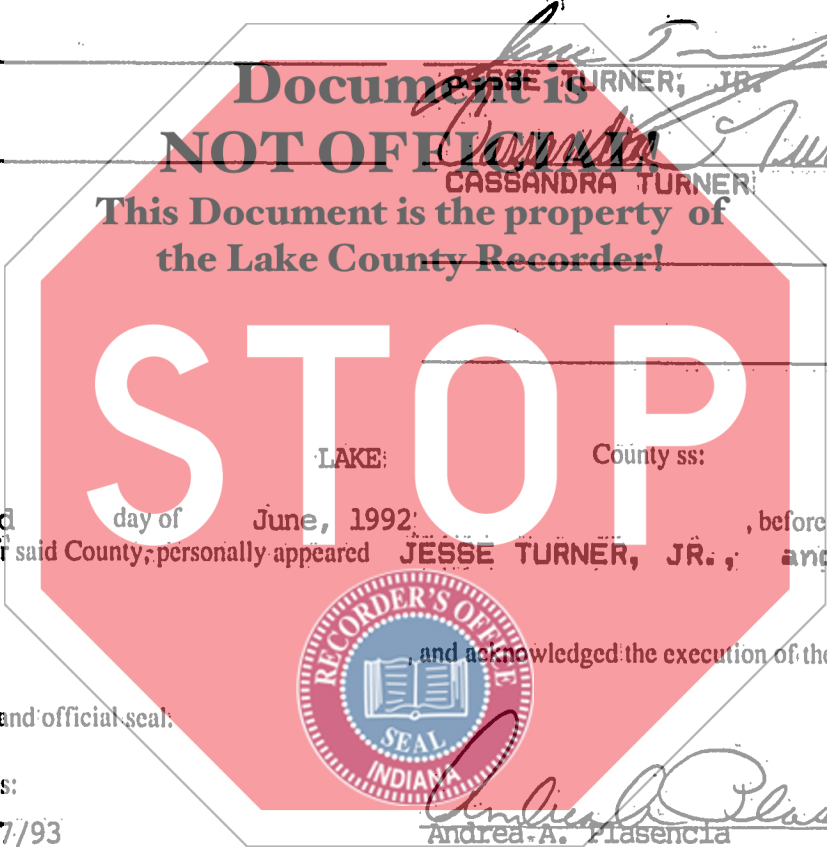 Document is
JESSE TURNER, JR.
NOT OFFICIAL!
CASSANDRA TURNER
This Document is the property of
the Lake County Recorder!
STOP
LAKE County ss:
d day of June, 1992 , before
r said County, personally appeared JESSE TURNER, JR., and
RECORDER'S OFFICE
, and acknowledged the execution of the
and official seal.
SEAL
INDIANA
s:
7/93 Andrea A. Plasencia